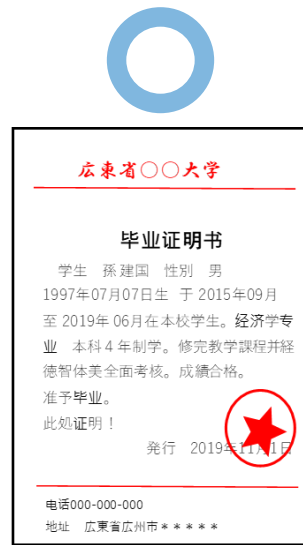 広東省○○大学
毕业证明书
学生 孫建国 性別 男
1997年07月07日生 于 2015年09月
至 2019年 06月在本校学生。经济学专
业 本科４年制学。修完教学課程并経
徳智体美全面考核。成績合格。
准予毕业。
此処证明！
発行 2019年11月1日
电话000-000-000
地址 広東省広州市＊＊＊＊＊